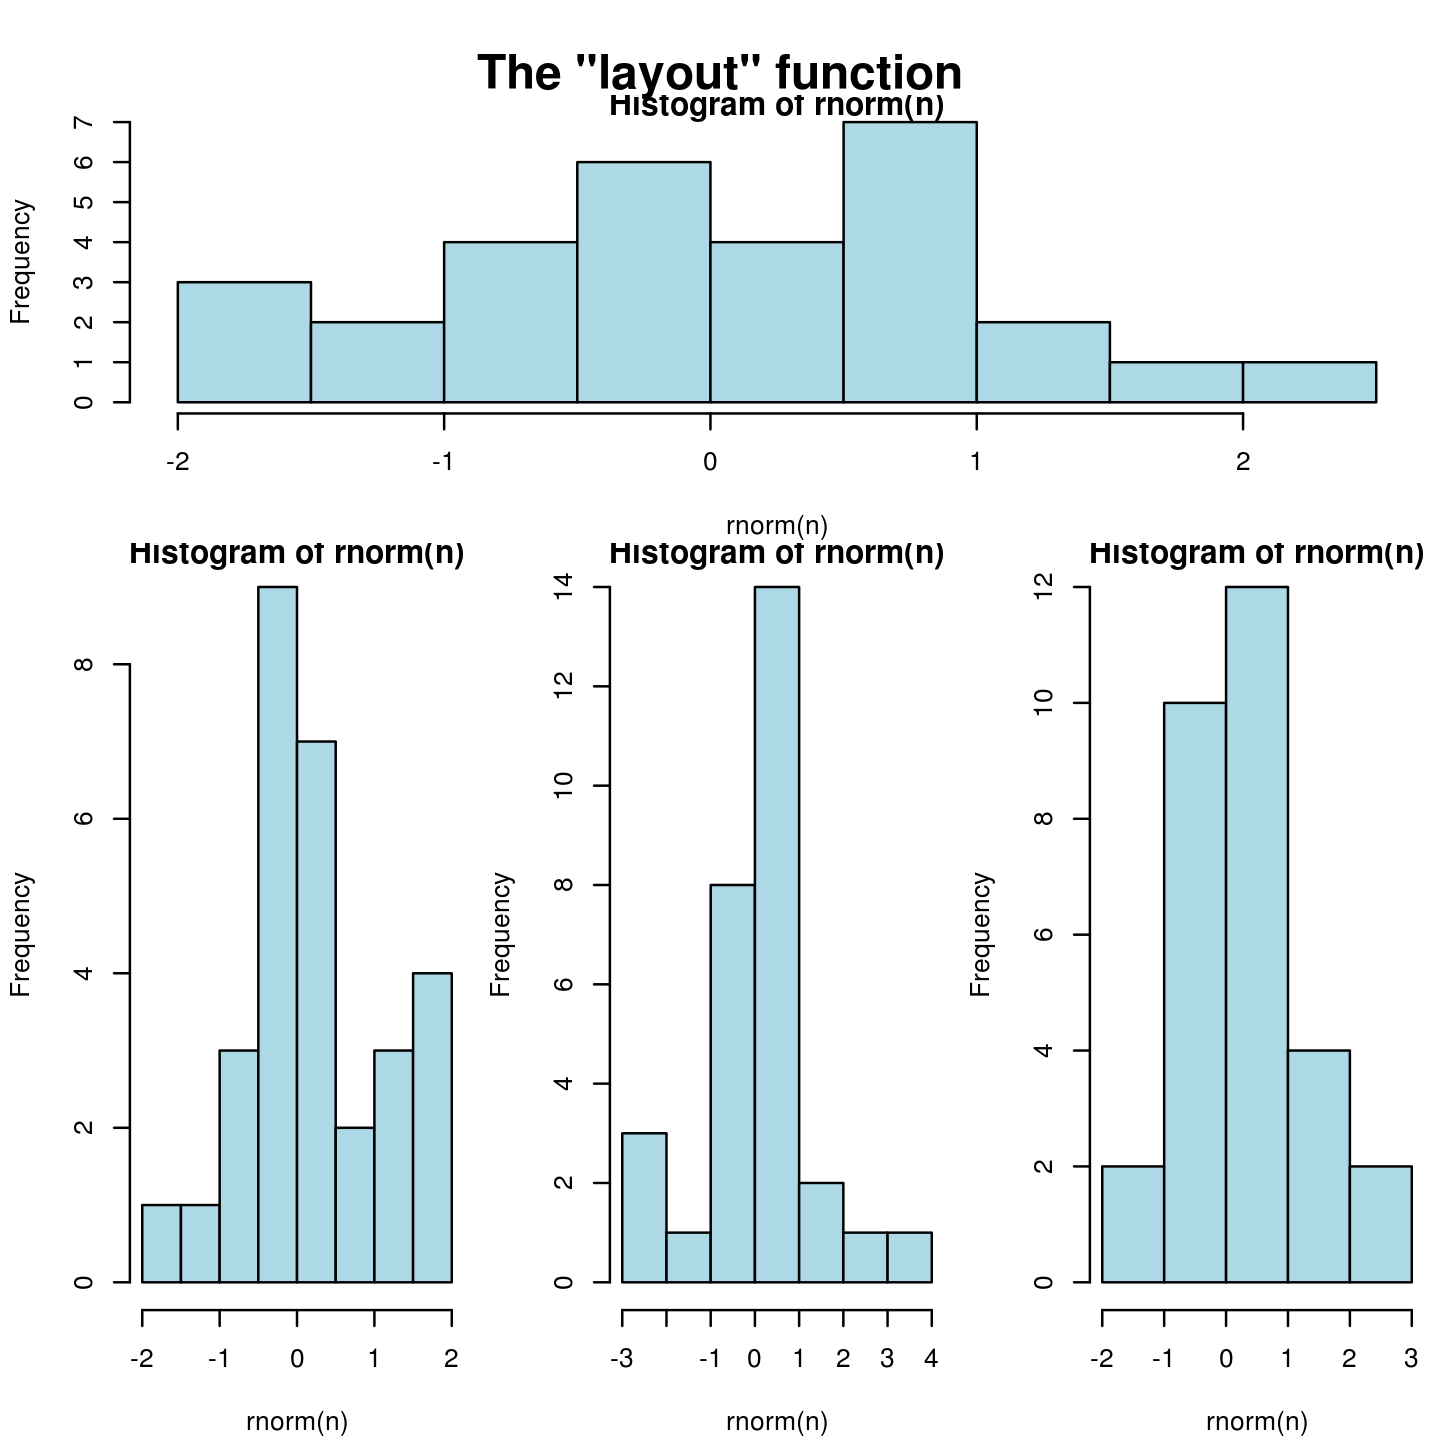 The "layout" function
Histogram of rnorm(n)
Frequency
7
6
5
4
3
2
1
0
-2 -1 0 1 2
rnorm(n)
Histogram of rnorm(n)
Frequency
8
6
4
2
0
-2 -1 0 1 2
rnorm(n)
Histogram of rnorm(n)
Frequency
14
12
10
8
6
4
2
0
-3 -1 0 1 2 3 4
rnorm(n)
Histogram of rnorm(n)
Frequency
12
10
8
6
4
2
0
-2 -1 0 1 2 3
rnorm(n)